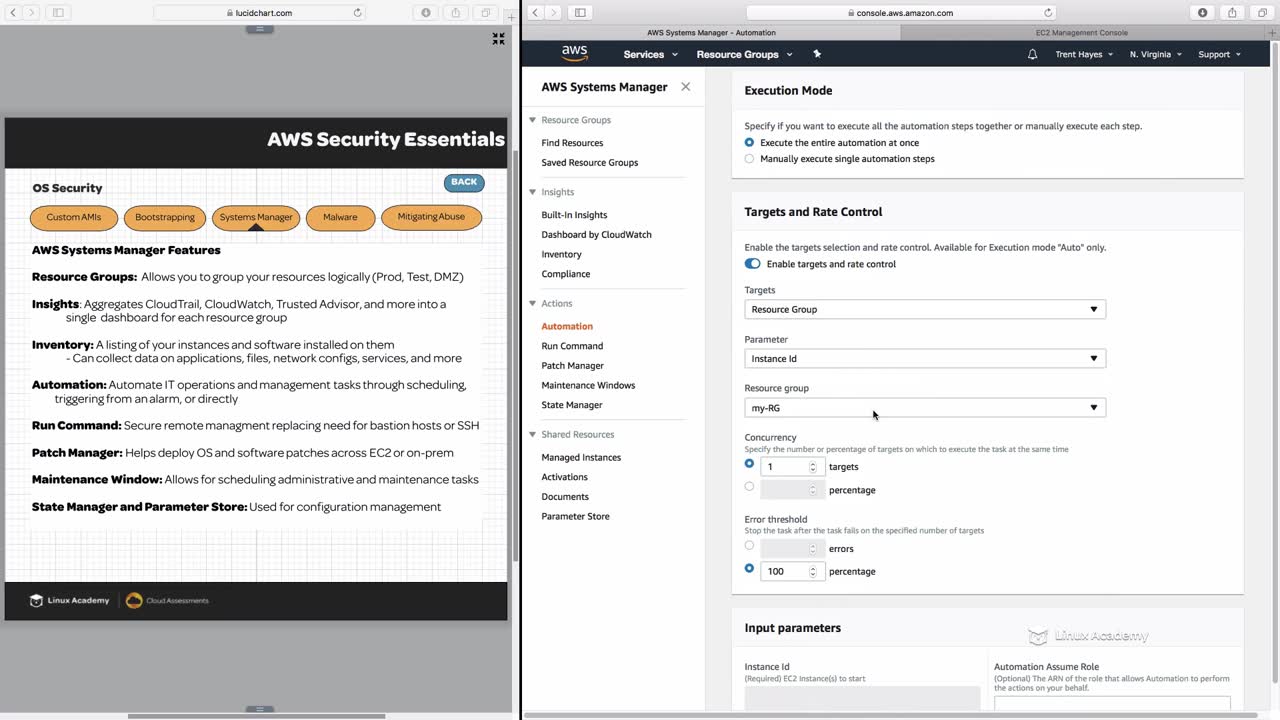 lucidchart.com
AWS Security Essentials
OS Security
BACK
Custom AMIs
Bootstrapping
Systems Manager
Malware
Mitigating Abuse
AWS Systems Manager Features
Resource Groups: Allows you to group your resources logically (Prod, Test, DMZ)
Insights: Aggregates CloudTrail, CloudWatch, Trusted Advisor, and more into a
single dashboard for each resource group
Inventory: A listing of your instances and software installed on them
- Can collect data on applications, files, network configs, services, and more
Automation: Automate IT operations and management tasks through scheduling,
triggering from an alarm, or directly
Run Command: Secure remote managment replacing need for bastion hosts or SSH
Patch Manager: Helps deploy OS and software patches across EC2 or on-prem
Maintenance Window: Allows for scheduling administrative and maintenance tasks
State Manager and Parameter Store: Used for configuration management
Linux Academy
Cloud Assessments
console.aws.amazon.com
AWS Systems Manager - Automation
EC2 Management Console
aws
Services
Resource Groups
Trent Hayes
N. Virginia
Support
AWS Systems Manager
Resource Groups
Find Resources
Saved Resource Groups
Insights
Built-In Insights
Dashboard by CloudWatch
Inventory
Compliance
Actions
Automation
Run Command
Patch Manager
Maintenance Windows
State Manager
Shared Resources
Managed Instances
Activations
Documents
Parameter Store
Execution Mode
Specify if you want to execute all the automation steps together or manually execute each step.
Execute the entire automation at once
Manually execute single automation steps
Targets and Rate Control
Enable the targets selection and rate control. Available for Execution mode "Auto" only.
Enable targets and rate control
Targets
Resource Group
Parameter
Instance Id
Resource group
my-RG
Concurrency
Specify the number or percentage of targets on which to execute the task at the same time
1 targets
percentage
Error threshold
Stop the task after the task fails on the specified number of targets
errors
100 percentage
Input parameters
Linux Academy
Instance Id
(Required) EC2 Instance(s) to start
Automation Assume Role
(Optional) The ARN of the role that allows Automation to perform
the actions on your behalf.